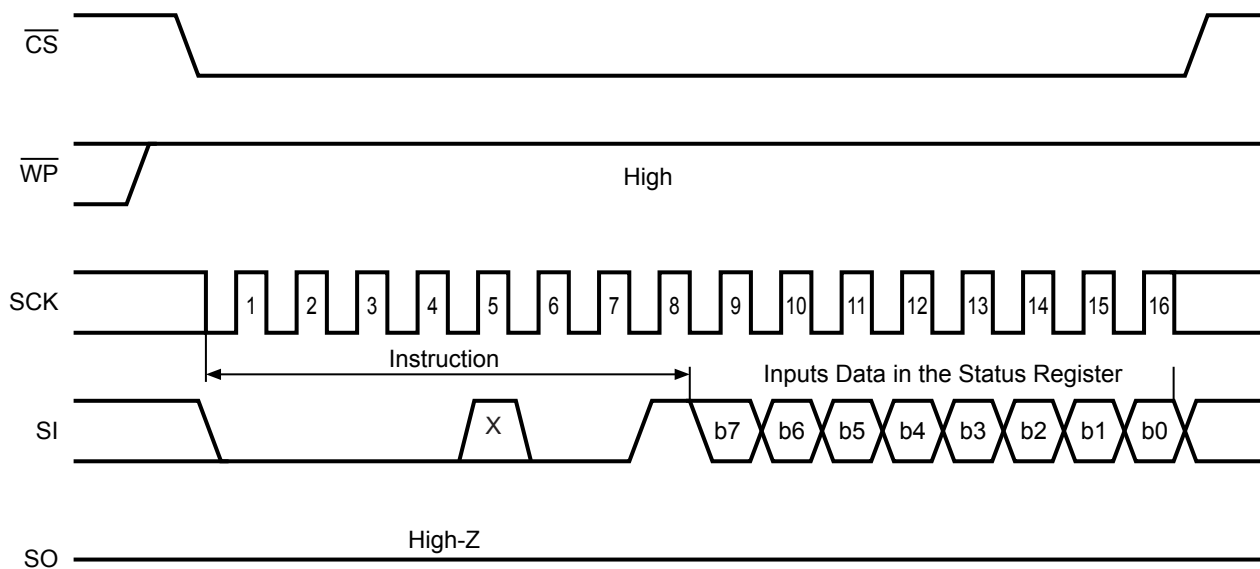 CS
WP
High
SCK
1 2 3 4 5 6 7 8 9 10 11 12 13 14 15 16
Instruction
Inputs Data in the Status Register
SI
X
b7 b6 b5 b4 b3 b2 b1 b0
High-Z
SO